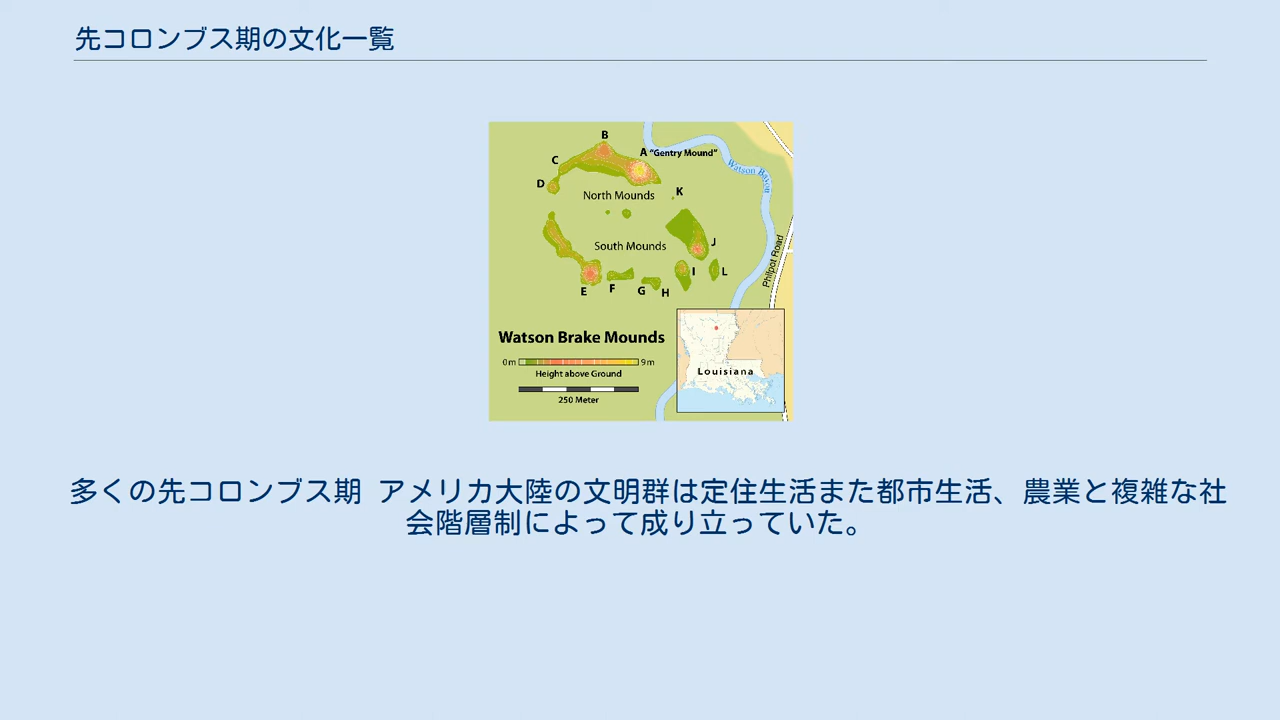 先コロンブス期の文化一覧
B
A "Gentry Mound"
C
D
Watson Bayou
North Mounds
K
South Mounds
J
Philpot Road
I
L
E
F
G
H
Watson Brake Mounds
0 m
9 m
Height above Ground
Louisiana
250 Meter
多くの先コロンブス期 アメリカ大陸の文明群は定住生活また都市生活、農業と複雑な社
会階層制によって成り立っていた。